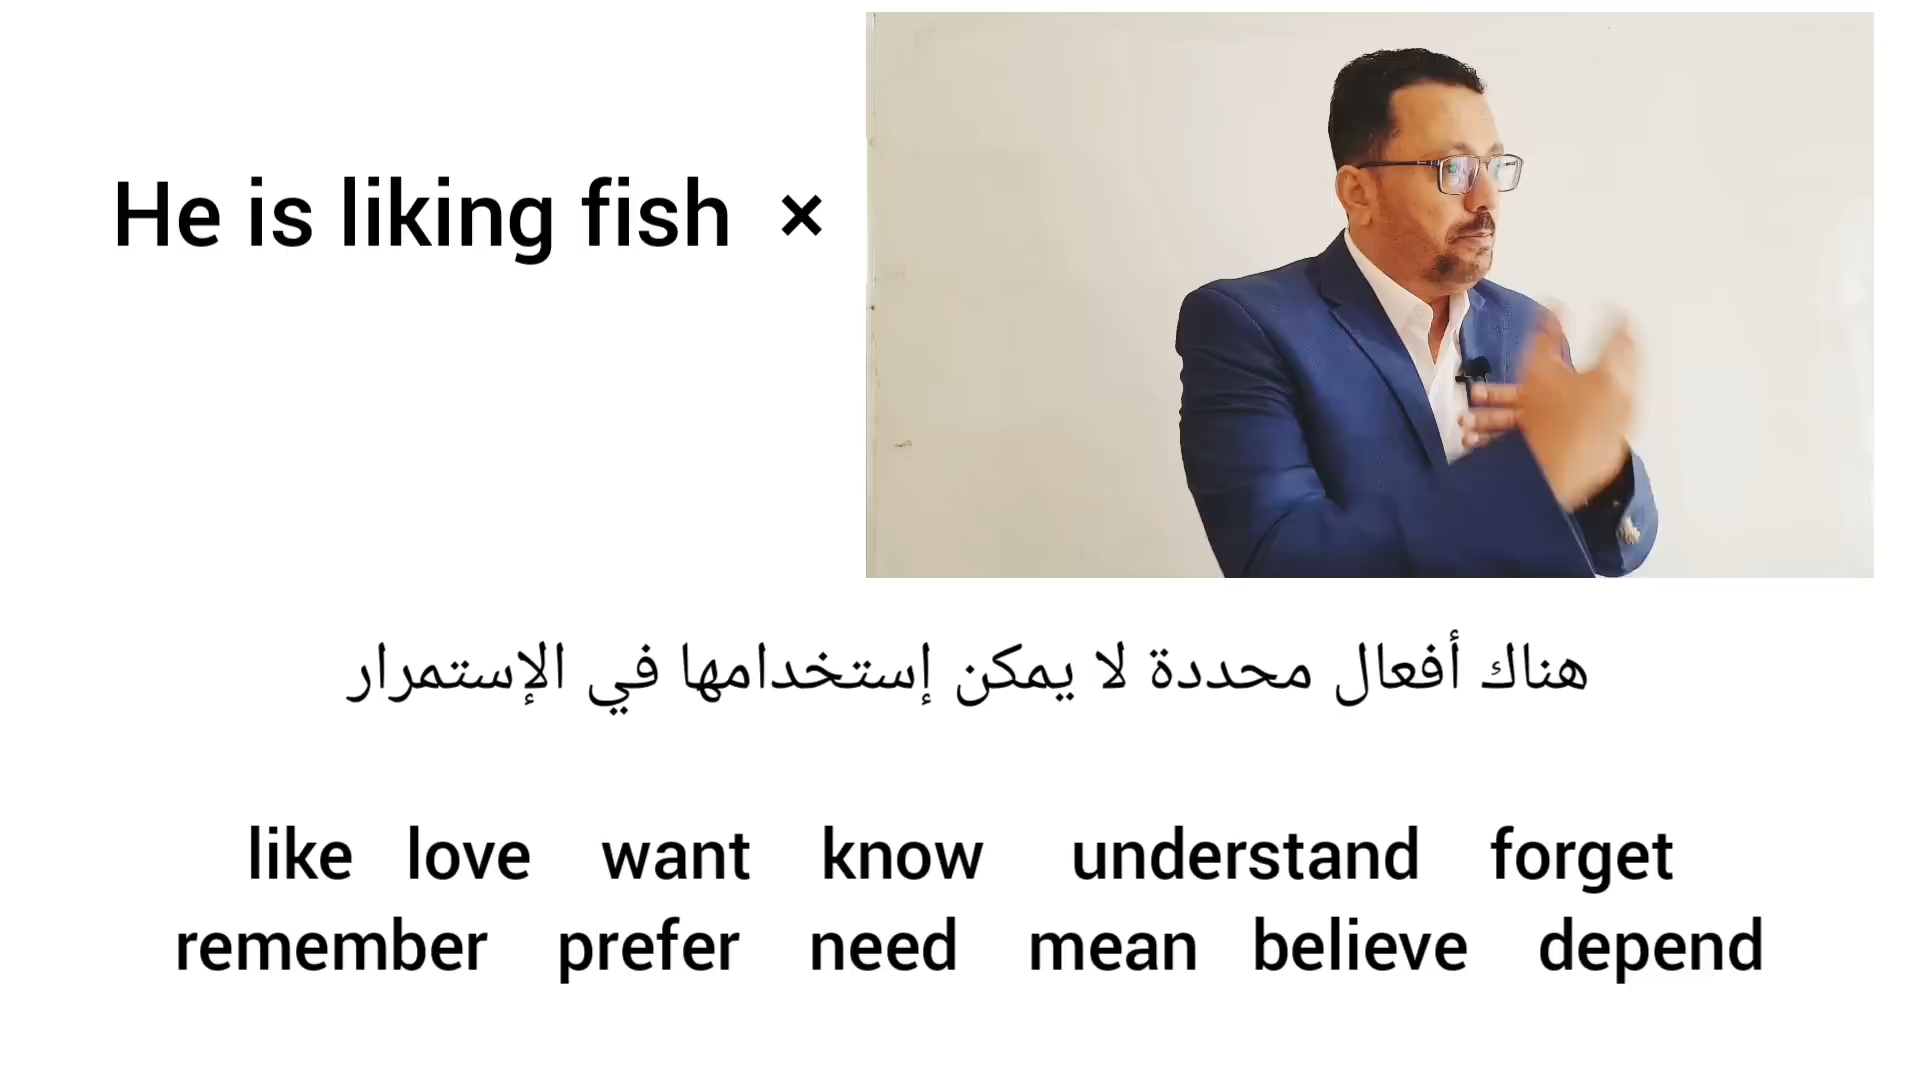 He is liking fish ×
هناك أفعال محددة لا يمكن إستخدامها في الإستمرار
like love want know understand forget
remember prefer need mean believe depend